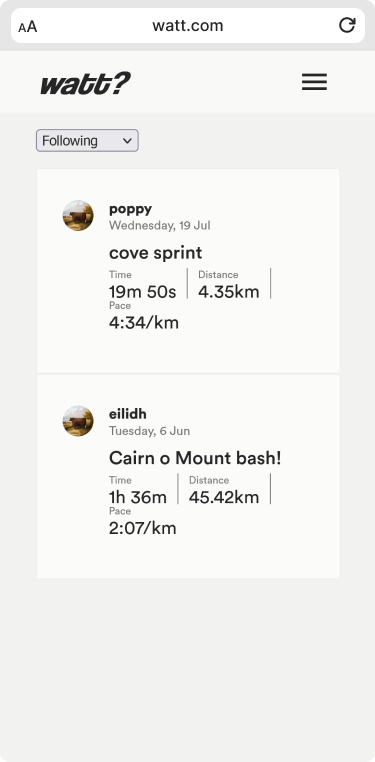 AA watt.com
watt?
Following
poppy
Wednesday, 19 Jul
cove sprint
Time Distance
19m 50s 4.35km
Pace
4:34/km
eilidh
Tuesday, 6 Jun
Cairn o Mount bash!
Time Distance
1h 36m 45.42km
Pace
2:07/km